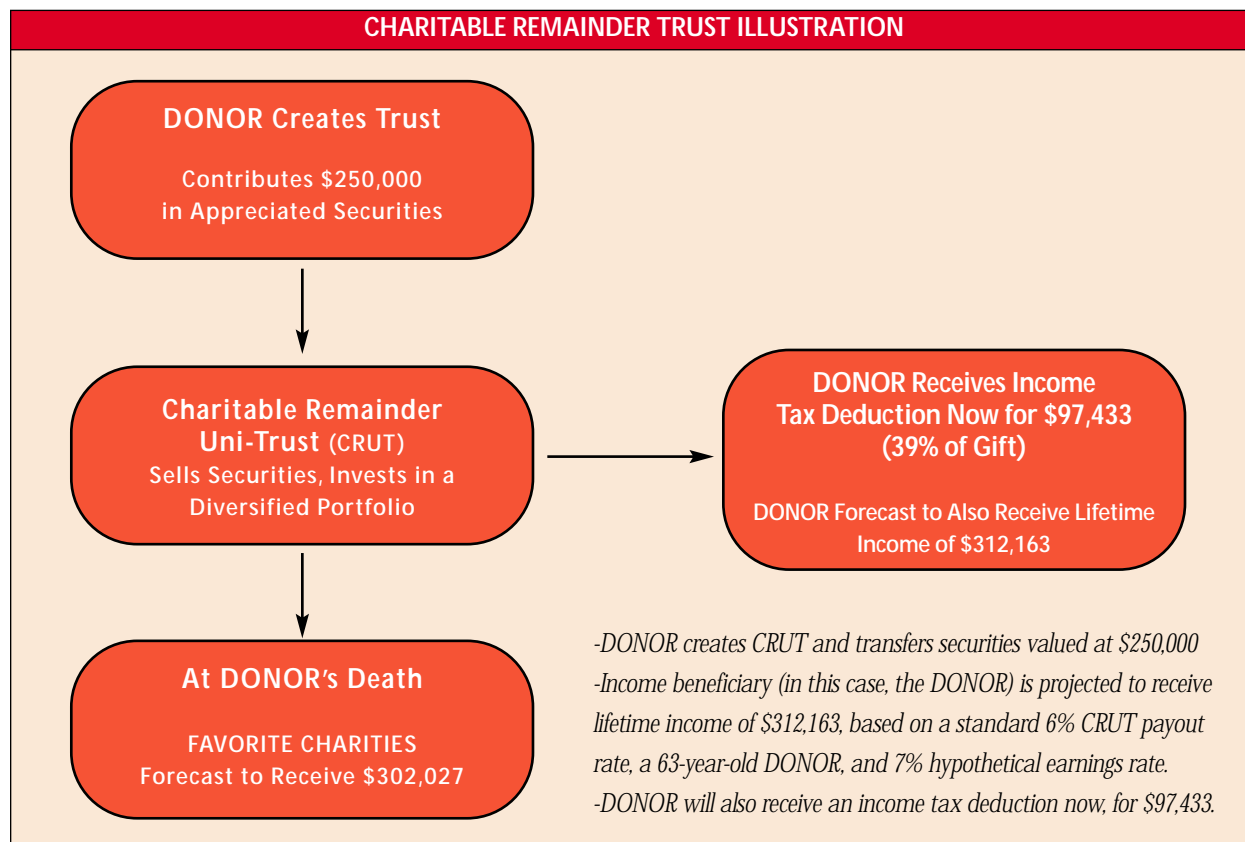 CHARITABLE REMAINDER TRUST ILLUSTRATION
DONOR Creates Trust
Contributes $250,000
in Appreciated Securities
Charitable Remainder
Uni-Trust (CRUT)
Sells Securities, Invests in a
Diversified Portfolio
DONOR Receives Income
Tax Deduction Now for $97,433
(39% of Gift)
DONOR Forecast to Also Receive Lifetime
Income of $312,163
At DONOR's Death
FAVORITE CHARITIES
Forecast to Receive $302,027
-DONOR creates CRUT and transfers securities valued at $250,000
-Income beneficiary (in this case, the DONOR) is projected to receive
lifetime income of $312,163, based on a standard 6% CRUT payout
rate, a 63-year-old DONOR, and 7% hypothetical earnings rate.
-DONOR will also receive an income tax deduction now, for $97,433.